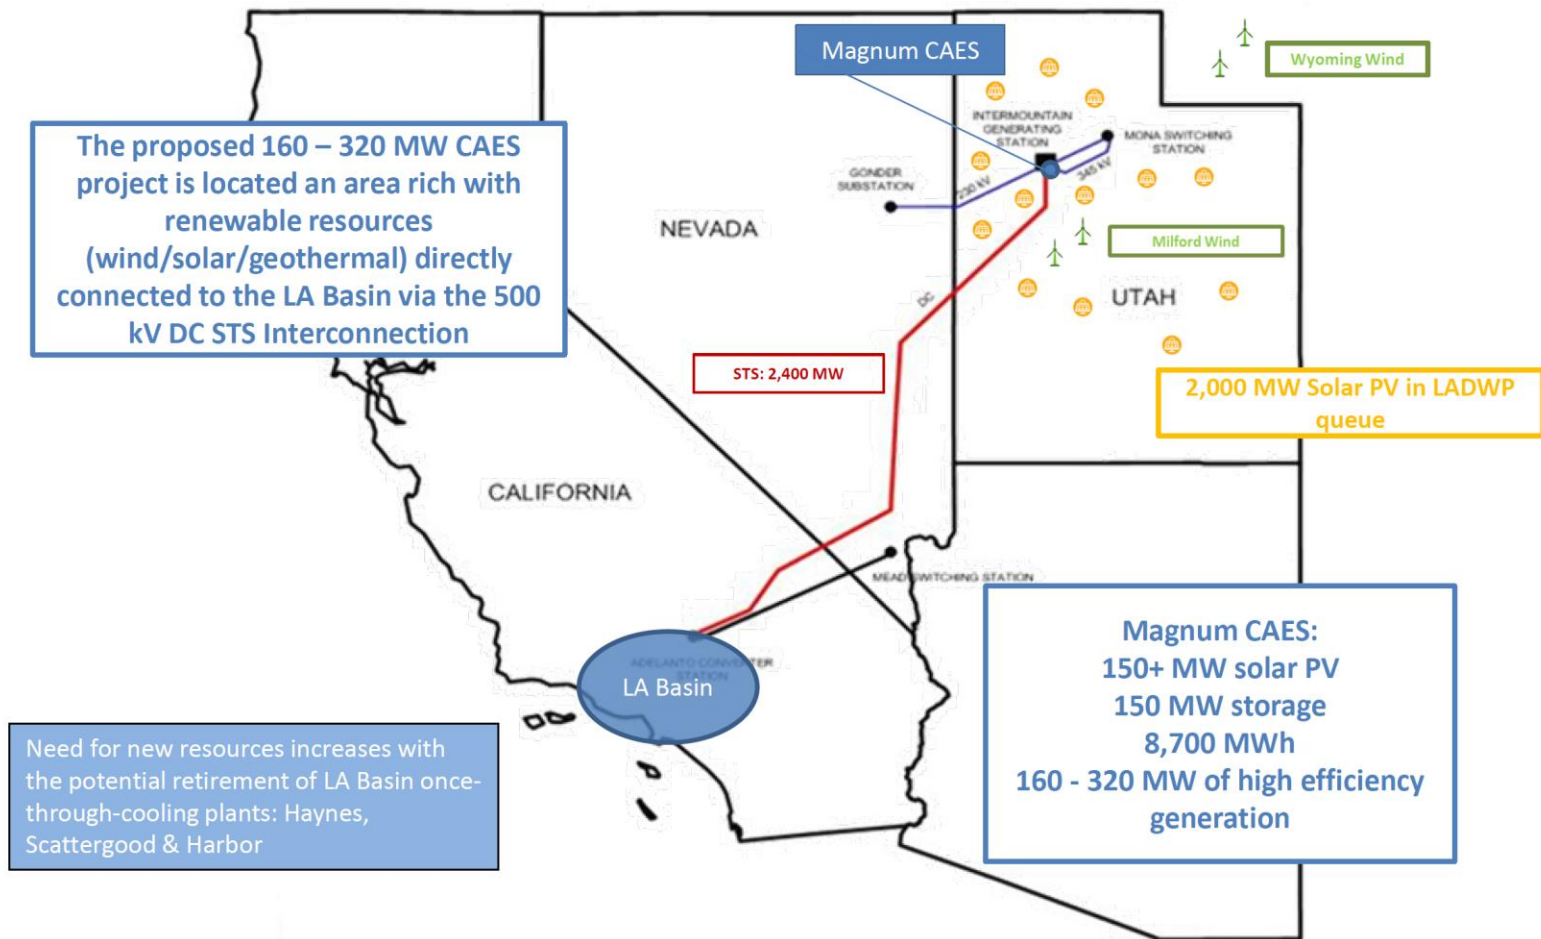 Magnum CAES
Wyoming Wind
The proposed 160 – 320 MW CAES
project is located an area rich with
renewable resources
(wind/solar/geothermal) directly
connected to the LA Basin via the 500
kV DC STS Interconnection
INTERMOUNTAIN
GENERATING
STATION
MONA SWITCHING
STATION
GONDER
SUBSTATION
230 kV
345 kV
NEVADA
Milford Wind
UTAH
DC
STS: 2,400 MW
2,000 MW Solar PV in LADWP
queue
CALIFORNIA
MEAD SWITCHING STATION
ADELANTO CONVERTER
STATION
LA Basin
Magnum CAES:
150+ MW solar PV
150 MW storage
8,700 MWh
160 - 320 MW of high efficiency
generation
Need for new resources increases with
the potential retirement of LA Basin once-
through-cooling plants: Haynes,
Scattergood & Harbor